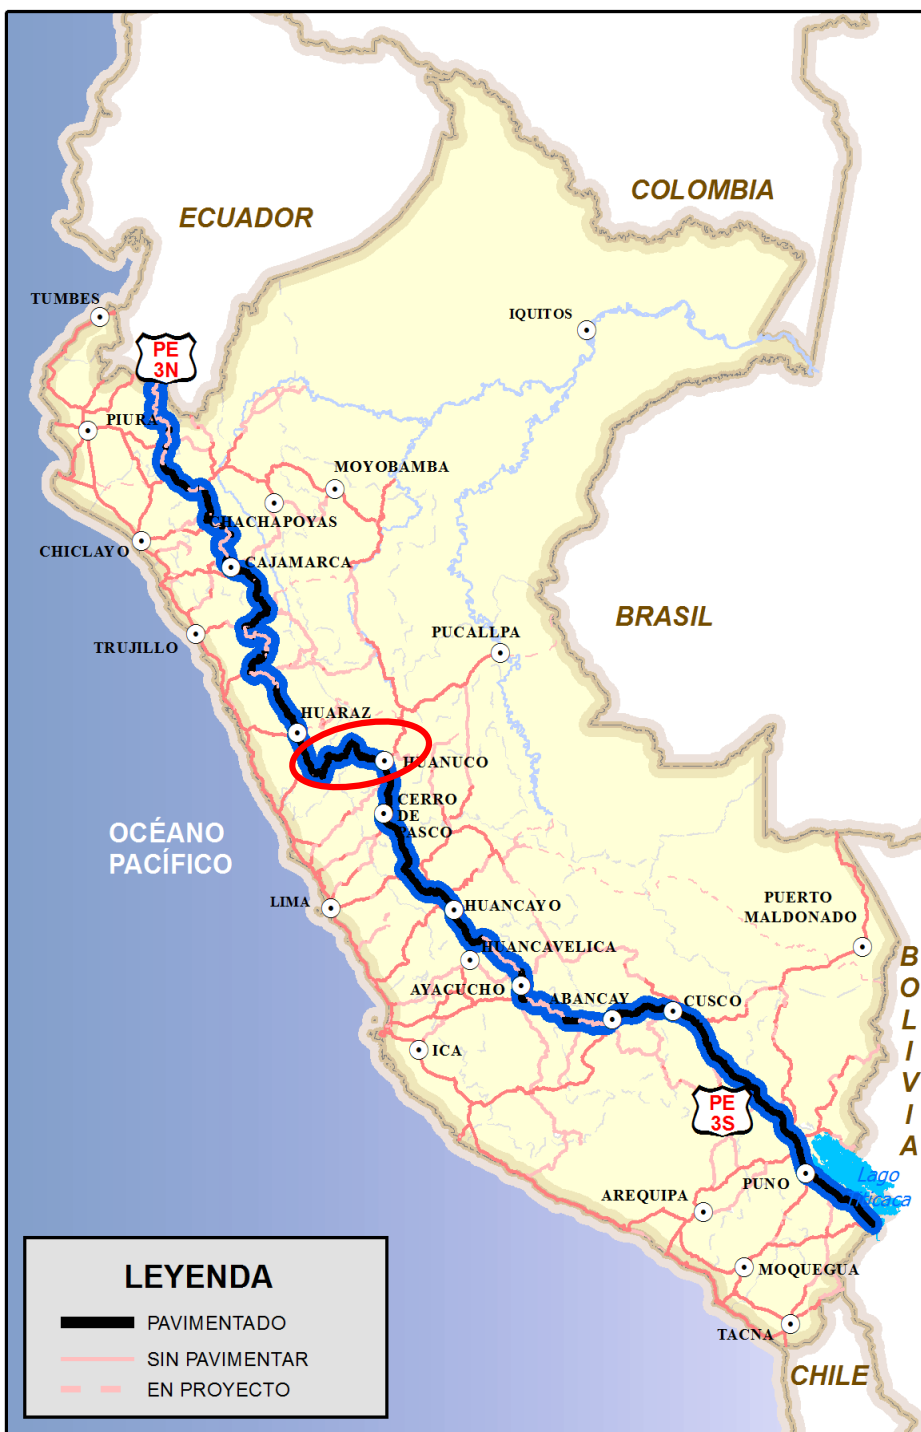 COLOMBIA
ECUADOR
TUMBES
IQUITOS
PE
3N
PIURA
MOYOBAMBA
CHACHAPOYAS
CHICLAYO
CAJAMARCA
BRASIL
PUCALLPA
TRUJILLO
HUARAZ
HUANUCO
CERRO
DE
PASCO
OCÉANO
PACÍFICO
PUERTO
MALDONADO
LIMA
HUANCAYO
HUANCAVELICA
BOLIVIA
AYACUCHO
ABANCAY
CUSCO
ICA
PE
3S
PUNO
Lago
AREQUIPA
MOQUEGUA
TACNA
CHILE
LEYENDA
PAVIMENTADO
SIN PAVIMENTAR
EN PROYECTO